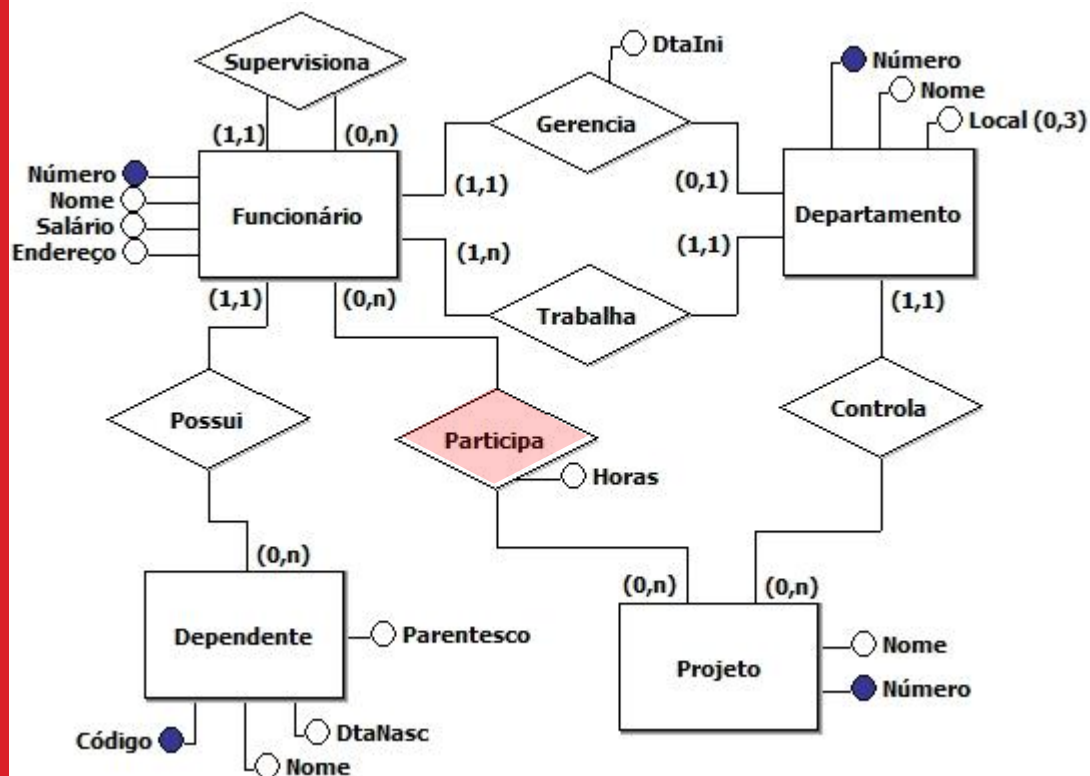 Supervisiona
DtaIni
Número
Nome
Local (0,3)
Gerencia
(1,1) (0,n)
(1,1)
(0,1)
Número
Nome
Salário
Endereço
Funcionário
Departamento
(1,n)
(1,1)
Trabalha
(1,1) (0,n)
(1,1)
Possui
Participa
Controla
Horas
(0,n)
(0,n) (0,n)
Dependente
Parentesco
Projeto
Nome
Número
Código
DtaNasc
Nome